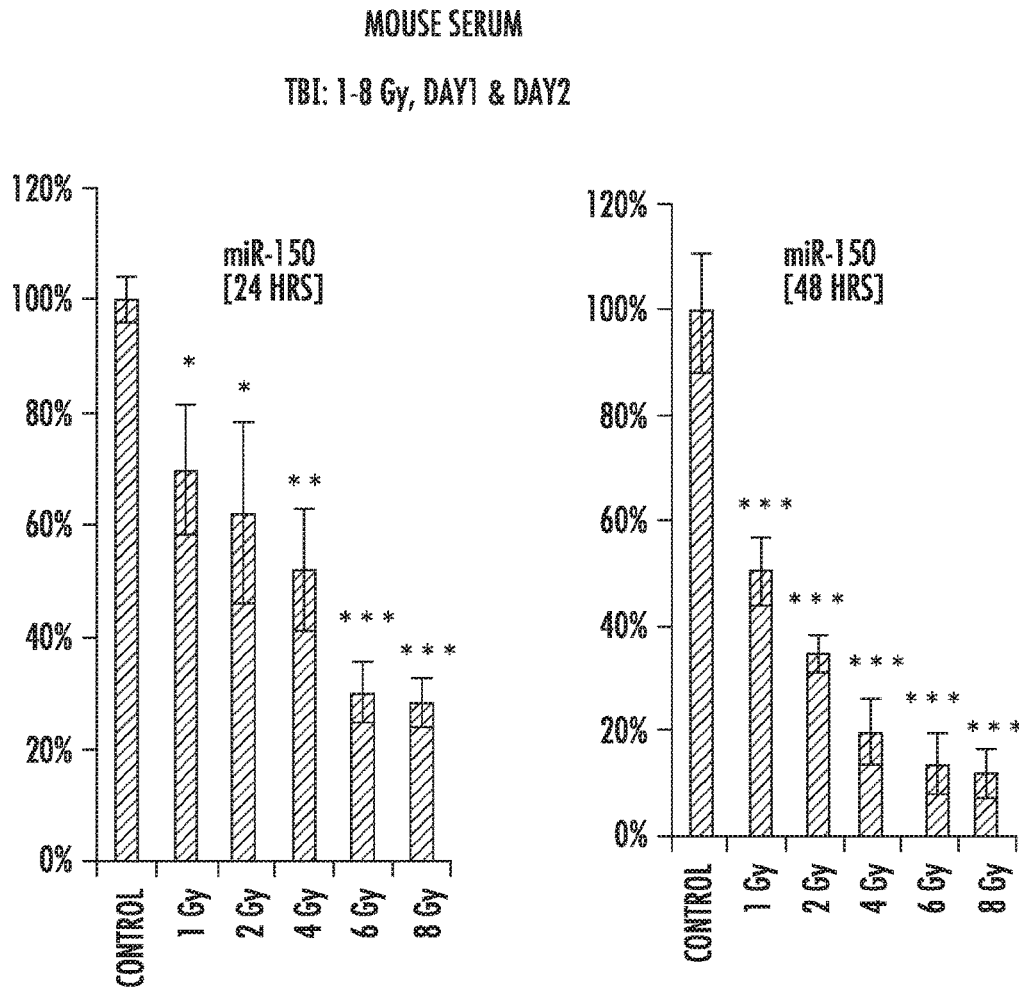 MOUSE SERUM
TBI: 1-8 Gy, DAY1 & DAY2
120%
100%
80%
60%
40%
20%
0%
miR-150
[24 HRS]
*
*
**
***
***
CONTROL
1 Gy
2 Gy
4 Gy
6 Gy
8 Gy
120%
100%
80%
60%
40%
20%
0%
miR-150
[48 HRS]
***
***
***
***
***
CONTROL
1 Gy
2 Gy
4 Gy
6 Gy
8 Gy